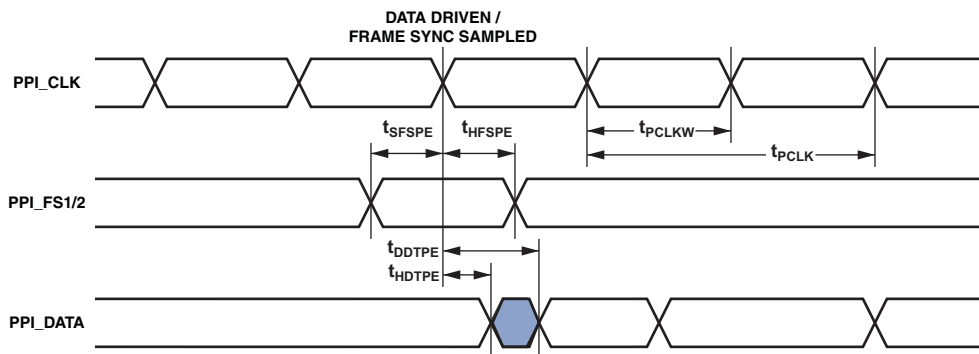 DATA DRIVEN /
FRAME SYNC SAMPLED
PPI_CLK
tSFSPE
tHFSPE
tPCLKW
tPCLK
PPI_FS1/2
tDDTPE
tHDTPE
PPI_DATA